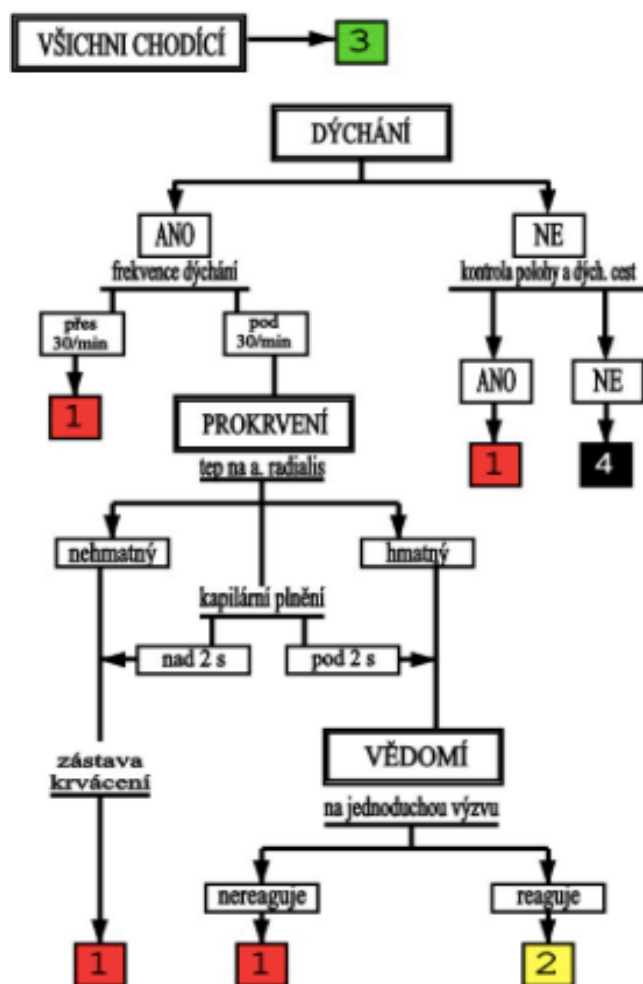 VŠICHNI CHODÍCÍ
3
DÝCHÁNÍ
ANO
NE
frekvence dýchání
kontrola polohy a dých. cest
přes
30/min
pod
30/min
ANO
NE
1
PROKRVENÍ
1
4
tep na a. radialis
nehmatný
hmatný
kapilární plnění
nad 2 s
pod 2 s
zástava
krvácení
VĚDOMÍ
na jednoduchou výzvu
nereaguje
reaguje
1
1
2